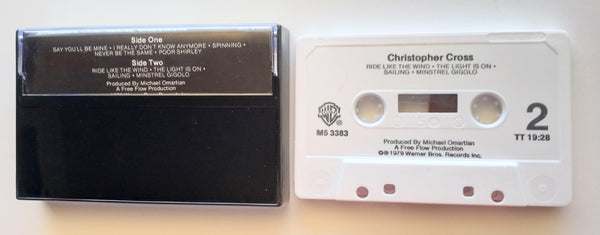 Side One
SAY YOU'LL BE MINE • I REALLY DON'T KNOW ANYMORE • SPINNING •
NEVER BE THE SAME • POOR SHIRLEY
Side Two
RIDE LIKE THE WIND • THE LIGHT IS ON •
SAILING • MINSTREL GIGOLO
Produced by Michael Omartian
A Free Flow Production
Christopher Cross
RIDE LIKE THE WIND • THE LIGHT IS ON •
SAILING • MINSTREL GIGOLO
M5 3383
2
TT 19:28
Produced by Michael Omartian
A Free Flow Production
©℗ 1979 Warner Bros. Records Inc.